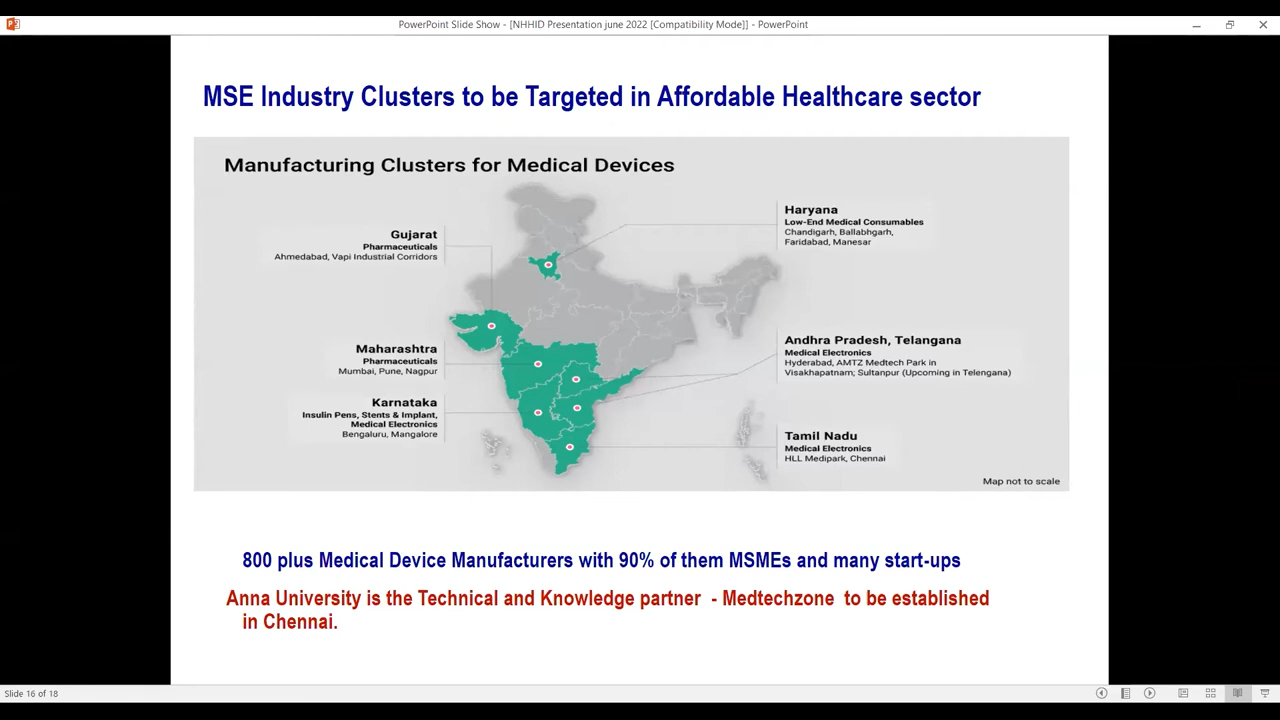 PowerPoint Slide Show - [NHHID Presentation june 2022 [Compatibility Mode]] - PowerPoint
MSE Industry Clusters to be Targeted in Affordable Healthcare sector
Manufacturing Clusters for Medical Devices
Gujarat
Pharmaceuticals
Ahmedabad, Vapi Industrial Corridors
Maharashtra
Pharmaceuticals
Mumbai, Pune, Nagpur
Karnataka
Insulin Pens, Stents & Implant,
Medical Electronics
Bengaluru, Mangalore
Haryana
Low-End Medical Consumables
Chandigarh, Ballabhgarh,
Faridabad, Manesar
Andhra Pradesh, Telangana
Medical Electronics
Hyderabad, AMTZ Medtech Park in
Visakhapatnam; Sultanpur (Upcoming in Telengana)
Tamil Nadu
Medical Electronics
HLL Medipark, Chennai
Map not to scale
800 plus Medical Device Manufacturers with 90% of them MSMEs and many start-ups
Anna University is the Technical and Knowledge partner - Medtechzone to be established
in Chennai.
Slide 16 of 18